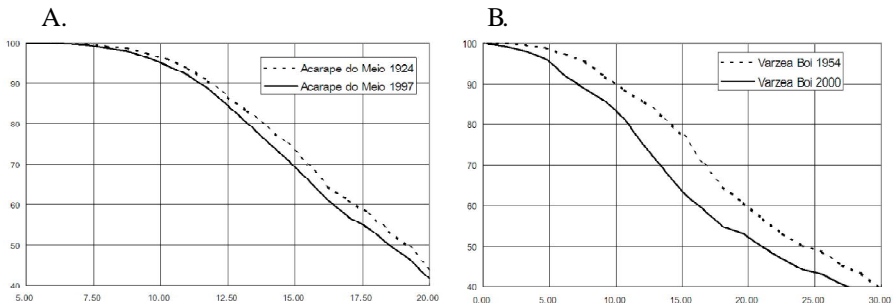 A.
100
90
80
70
60
50
40
5.00 7.50 10.00 12.50 15.00 17.50 20.00
Acarape do Meio 1924
Acarape do Meio 1997
B.
100
90
80
70
60
50
40
0.00 5.00 10.00 15.00 20.00 25.00 30.00
Varzea Boi 1954
Varzea Boi 2000